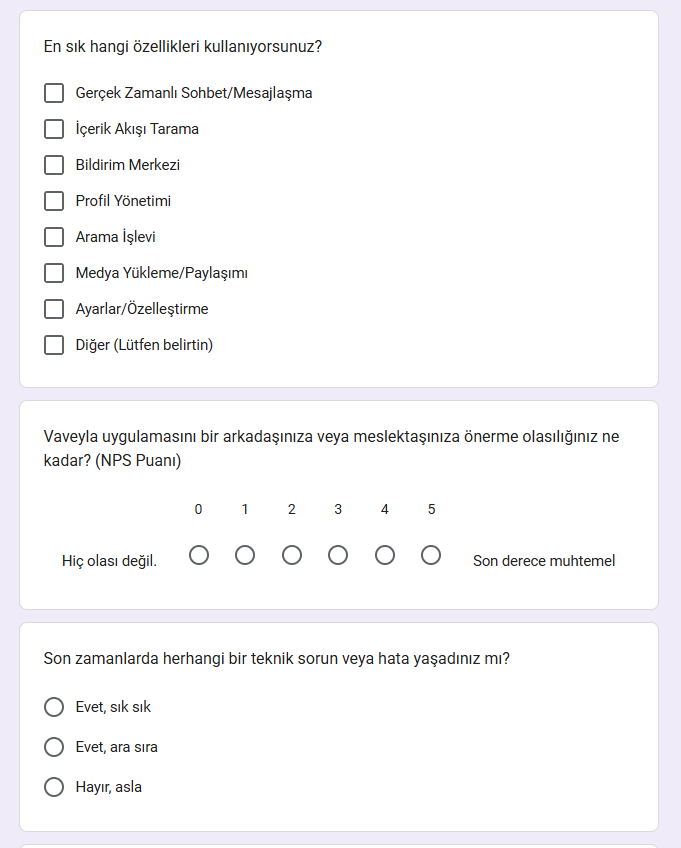 En sık hangi özellikleri kullanıyorsunuz?
Gerçek Zamanlı Sohbet/Mesajlaşma
İçerik Akışı Tarama
Bildirim Merkezi
Profil Yönetimi
Arama İşlevi
Medya Yükleme/Paylaşımı
Ayarlar/Özelleştirme
Diğer (Lütfen belirtin)
Vaveyla uygulamasını bir arkadaşınıza veya meslektaşınıza önerme olasılığınız ne
kadar? (NPS Puanı)
0 1 2 3 4 5
Hiç olası değil. Son derece muhtemel
Son zamanlarda herhangi bir teknik sorun veya hata yaşadınız mı?
Evet, sık sık
Evet, ara sıra
Hayır, asla